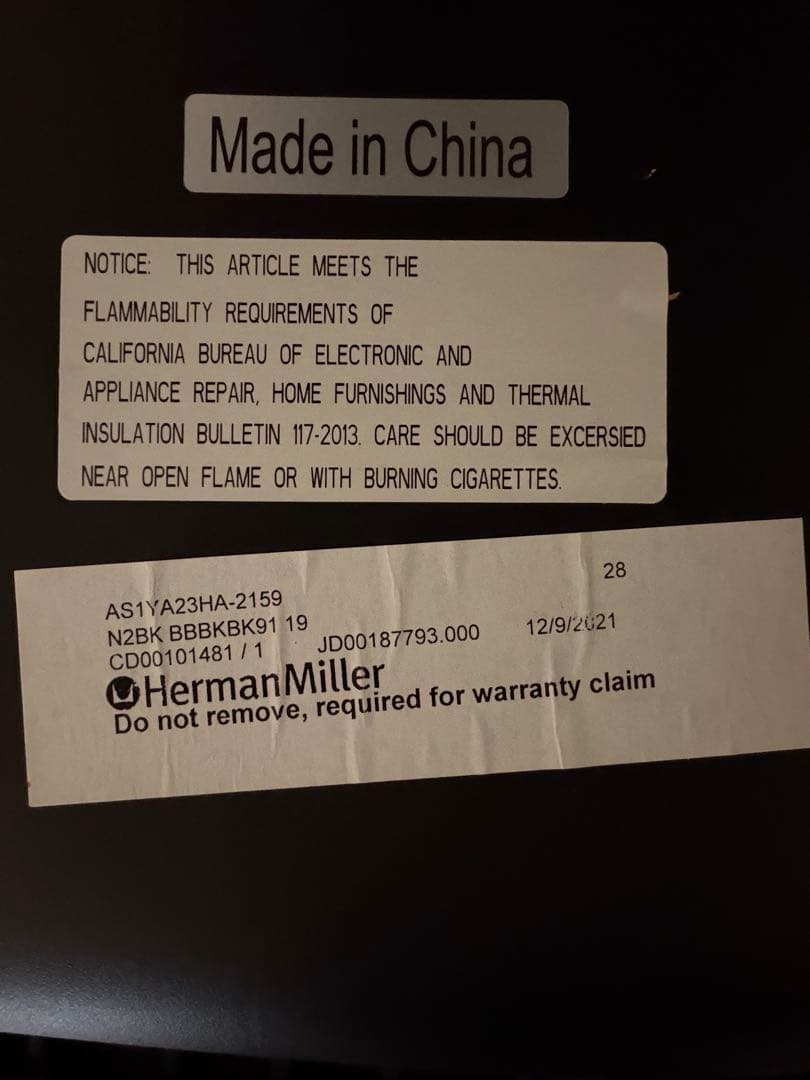 Made in China
NOTICE: THIS ARTICLE MEETS THE
FLAMMABILITY REQUIREMENTS OF
CALIFORNIA BUREAU OF ELECTRONIC AND
APPLIANCE REPAIR, HOME FURNISHINGS AND THERMAL
INSULATION BULLETIN 117-2013. CARE SHOULD BE EXCERSIED
NEAR OPEN FLAME OR WITH BURNING CIGARETTES.
28
AS1YA23HA-2159
N2BK BBBKBK91 19
CD00101481 / 1 JD00187793.000 12/9/2021
HermanMiller
Do not remove, required for warranty claim